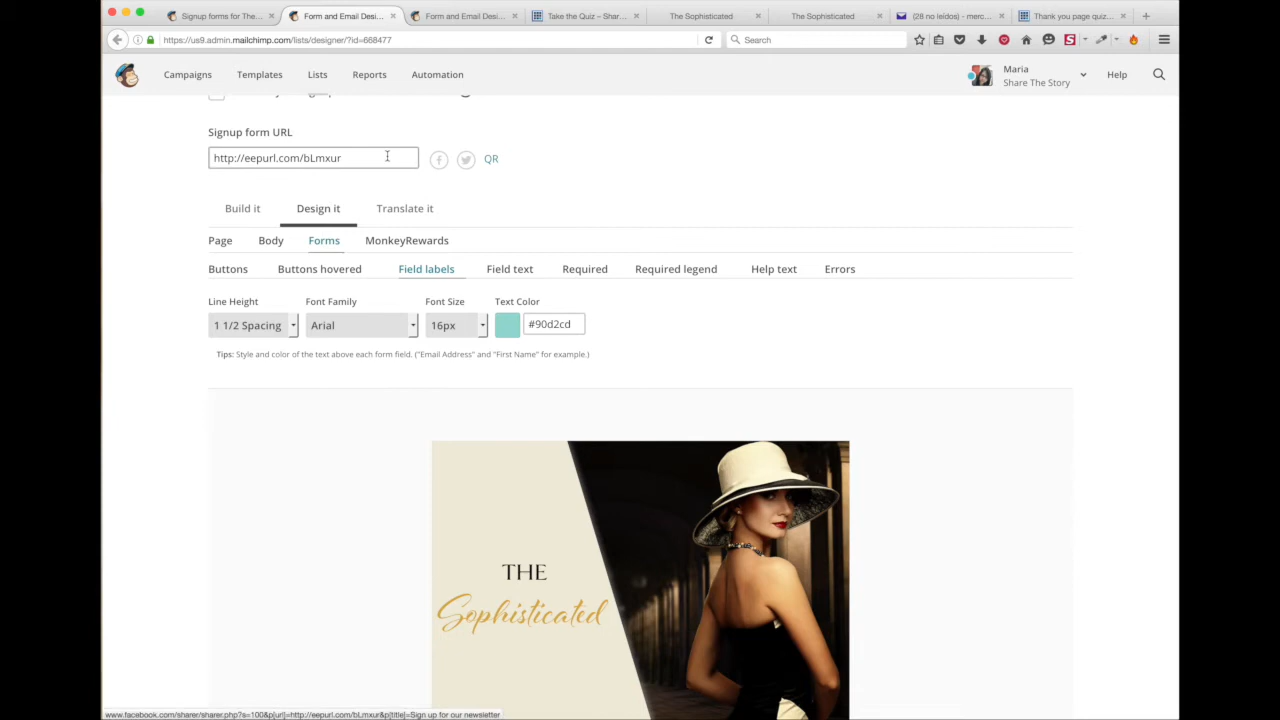 Signup forms for The...
Form and Email Desi...
Form and Email Desi...
Take the Quiz – Shar...
The Sophisticated
The Sophisticated
(28 no leídos) - merc...
Thank you page quiz...
https://us9.admin.mailchimp.com/lists/designer/?id=668477
Search
Campaigns
Templates
Lists
Reports
Automation
Maria
Share The Story
Help
Signup form URL
http://eepurl.com/bLmxur
QR
Build it
Design it
Translate it
Page
Body
Forms
MonkeyRewards
Buttons
Buttons hovered
Field labels
Field text
Required
Required legend
Help text
Errors
Line Height
Font Family
Font Size
Text Color
1 1/2 Spacing
Arial
16px
#90d2cd
Tips: Style and color of the text above each form field. ("Email Address" and "First Name" for example.)
THE
Sophisticated
www.facebook.com/sharer/sharer.php?s=100&p[url]=http://eepurl.com/bLmxur&p[title]=Sign up for our newsletter